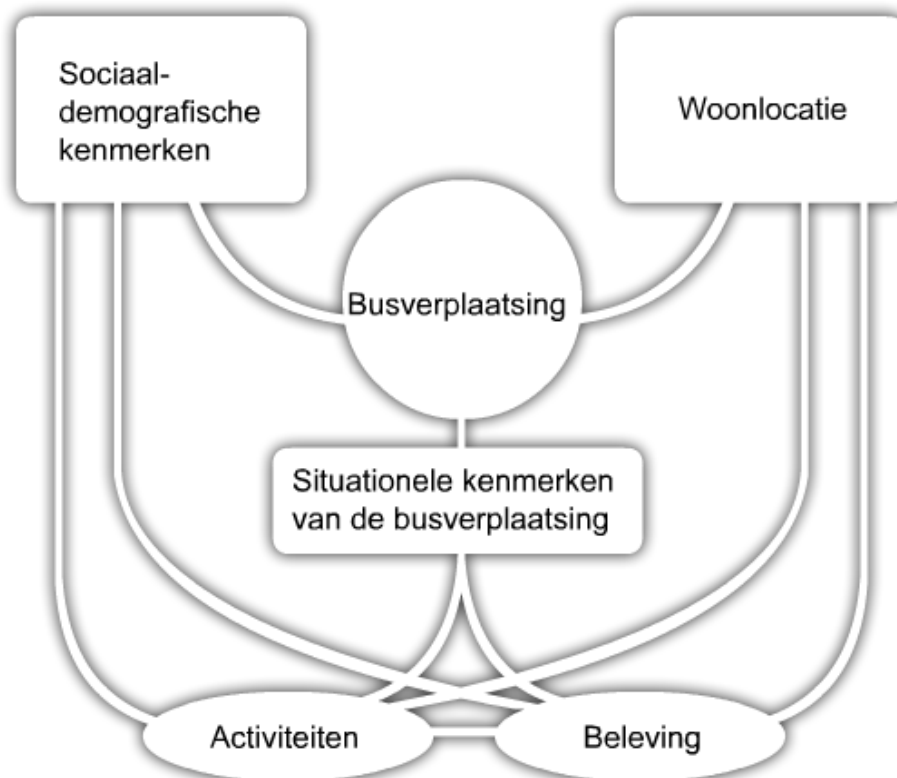 Sociaal-
demografische
kenmerken
Woonlocatie
Busverplaatsing
Situationele kenmerken
van de busverplaatsing
Activiteiten
Beleving